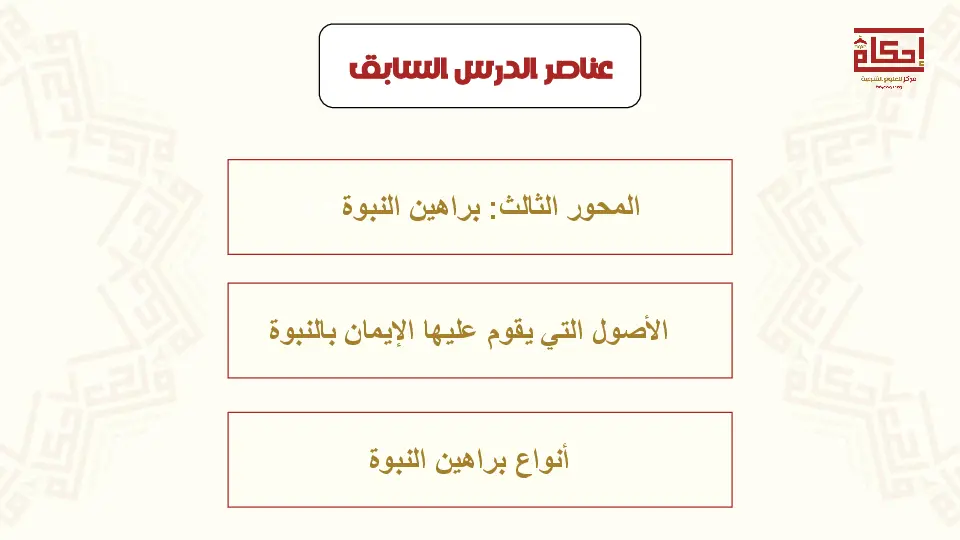 عناصر الدرس السابق
إحكام
مركز للعلوم الشرعية
المحور الثالث: براهين النبوة
الأصول التي يقوم عليها الإيمان بالنبوة
أنواع براهين النبوة